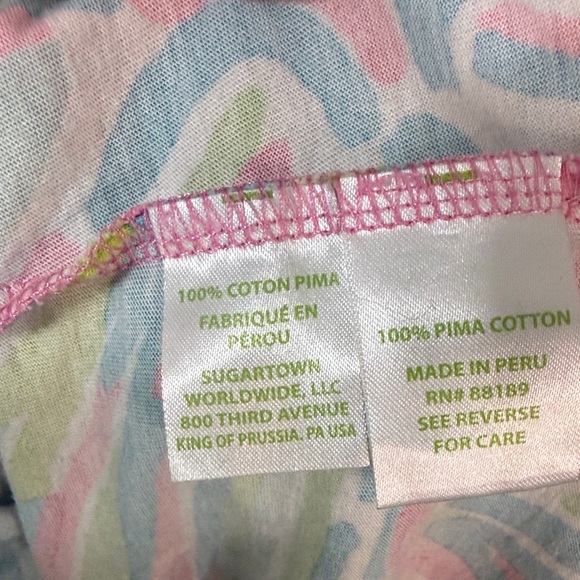 100% COTON PIMA
FABRIQUÉ EN
PÉROU
SUGARTOWN
WORLDWIDE, LLC
800 THIRD AVENUE
KING OF PRUSSIA. PA USA
100% PIMA COTTON
MADE IN PERU
RN# 88189
SEE REVERSE
FOR CARE